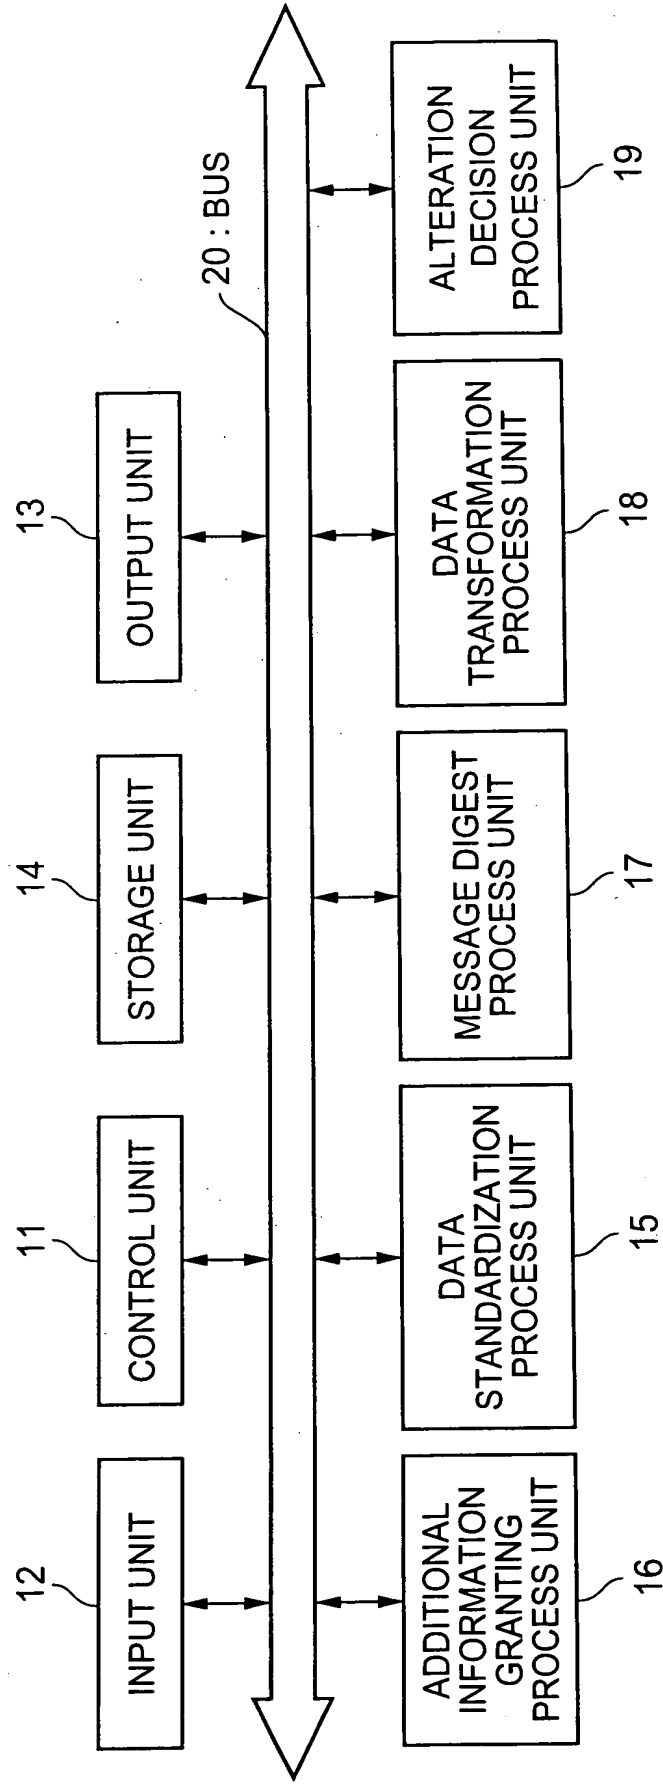 12
INPUT UNIT
11
CONTROL UNIT
14
STORAGE UNIT
13
OUTPUT UNIT
20 : BUS
ADDITIONAL
INFORMATION
GRANTING
PROCESS UNIT
16
DATA
STANDARDIZATION
PROCESS UNIT
15
MESSAGE DIGEST
PROCESS UNIT
17
DATA
TRANSFORMATION
PROCESS UNIT
18
ALTERATION
DECISION
PROCESS UNIT
19